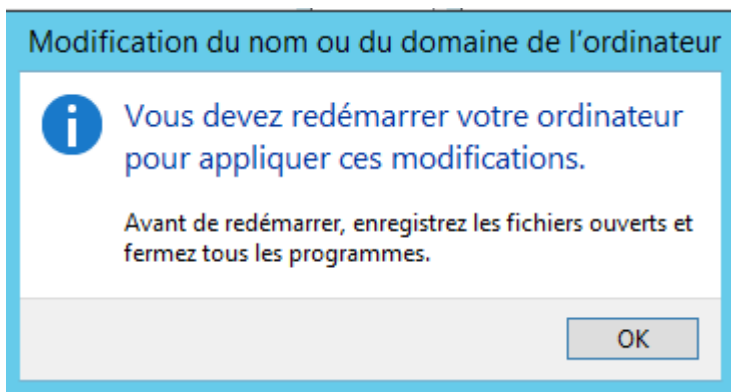 Modification du nom ou du domaine de l’ordinateur
Vous devez redémarrer votre ordinateur
pour appliquer ces modifications.
Avant de redémarrer, enregistrez les fichiers ouverts et
fermez tous les programmes.
OK